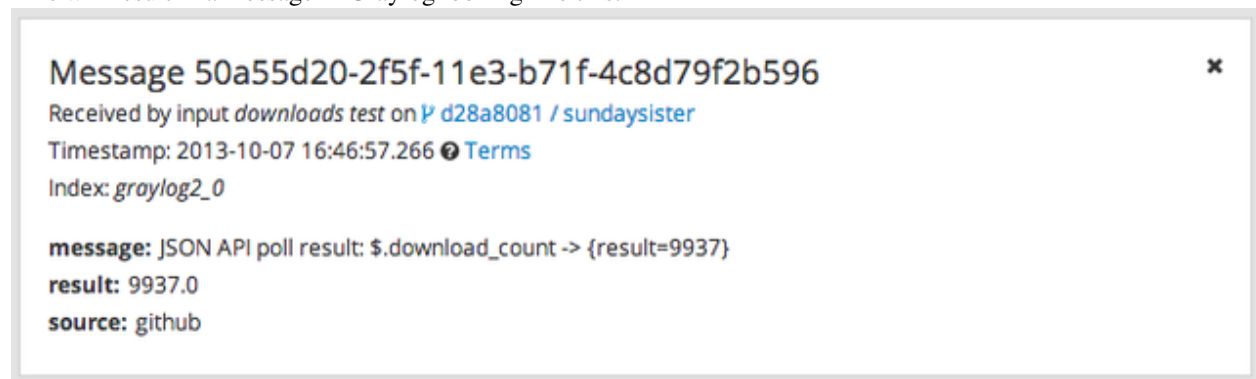 Message 50a55d20-2f5f-11e3-b71f-4c8d79f2b596
Received by input downloads test on d28a8081 / sundaysister
Timestamp: 2013-10-07 16:46:57.266 Terms
Index: graylog2_0
message: JSON API poll result: $.download_count -> {result=9937}
result: 9937.0
source: github